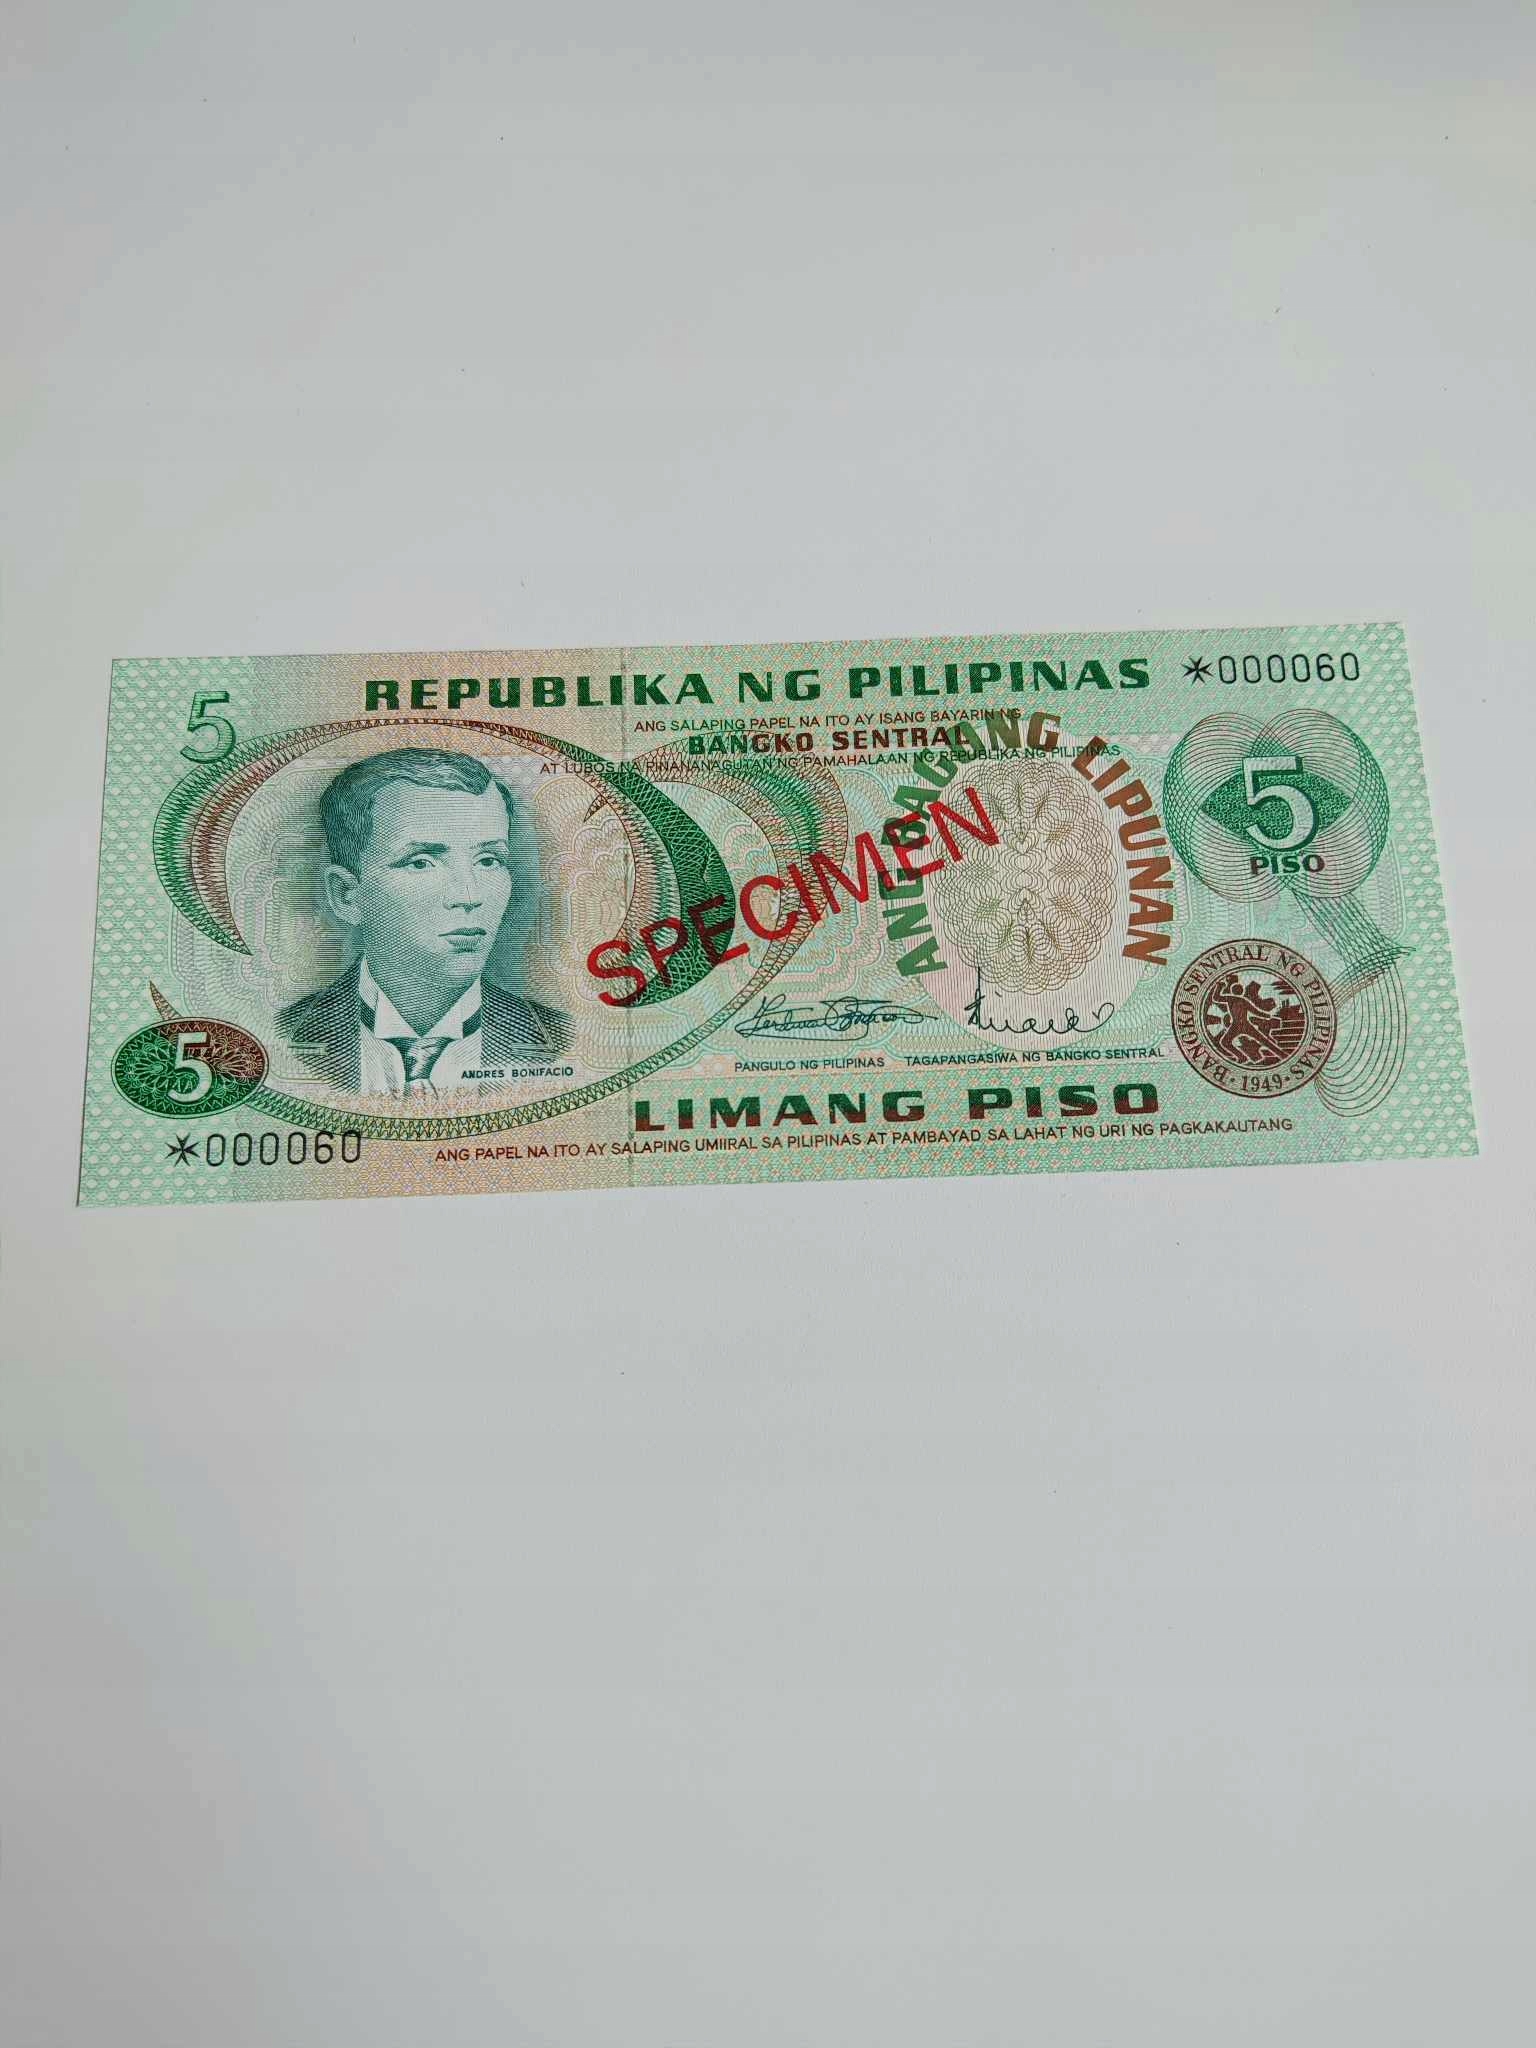 5
REPUBLIKA NG PILIPINAS
✶000060
ANG SALAPING PAPEL NA ITO AY ISANG BAYARIN NG
BANGKO SENTRAL
AT LUBOS NA PINANANAGUTAN NG PAMAHALAAN NG REPUBLIKA NG PILIPINAS
ANG BAGONG LIPUNAN
SPECIMEN
5
PISO
BANGKO SENTRAL NG PILIPINAS
1949
PANGULO NG PILIPINAS
TAGAPANGASIWA NG BANGKO SENTRAL
5
ANDRES BONIFACIO
LIMANG PISO
✶000060
ANG PAPEL NA ITO AY SALAPING UMIIRAL SA PILIPINAS AT PAMBAYAD SA LAHAT NG URI NG PAGKAKAUTANG